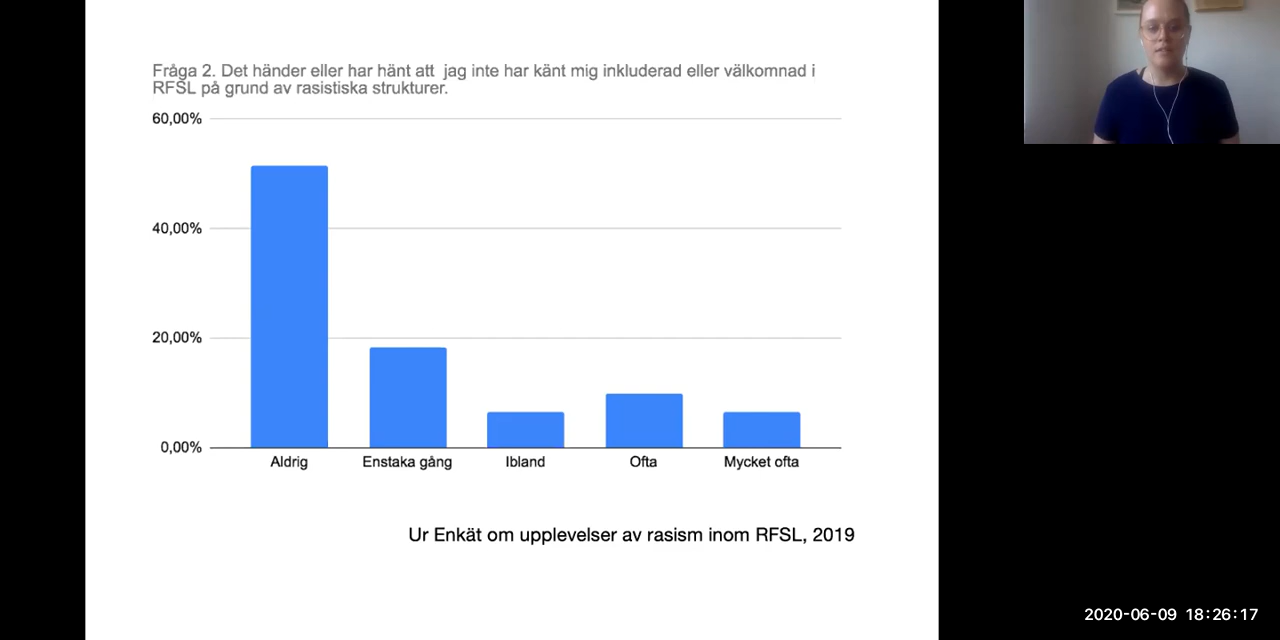 Fråga 2. Det händer eller har hänt att  jag inte har känt mig inkluderad eller välkomnad i
RFSL på grund av rasistiska strukturer.
60,00%
40,00%
20,00%
0,00%
Aldrig
Enstaka gång
Ibland
Ofta
Mycket ofta
Ur Enkät om upplevelser av rasism inom RFSL, 2019
2020-06-09 18:26:17